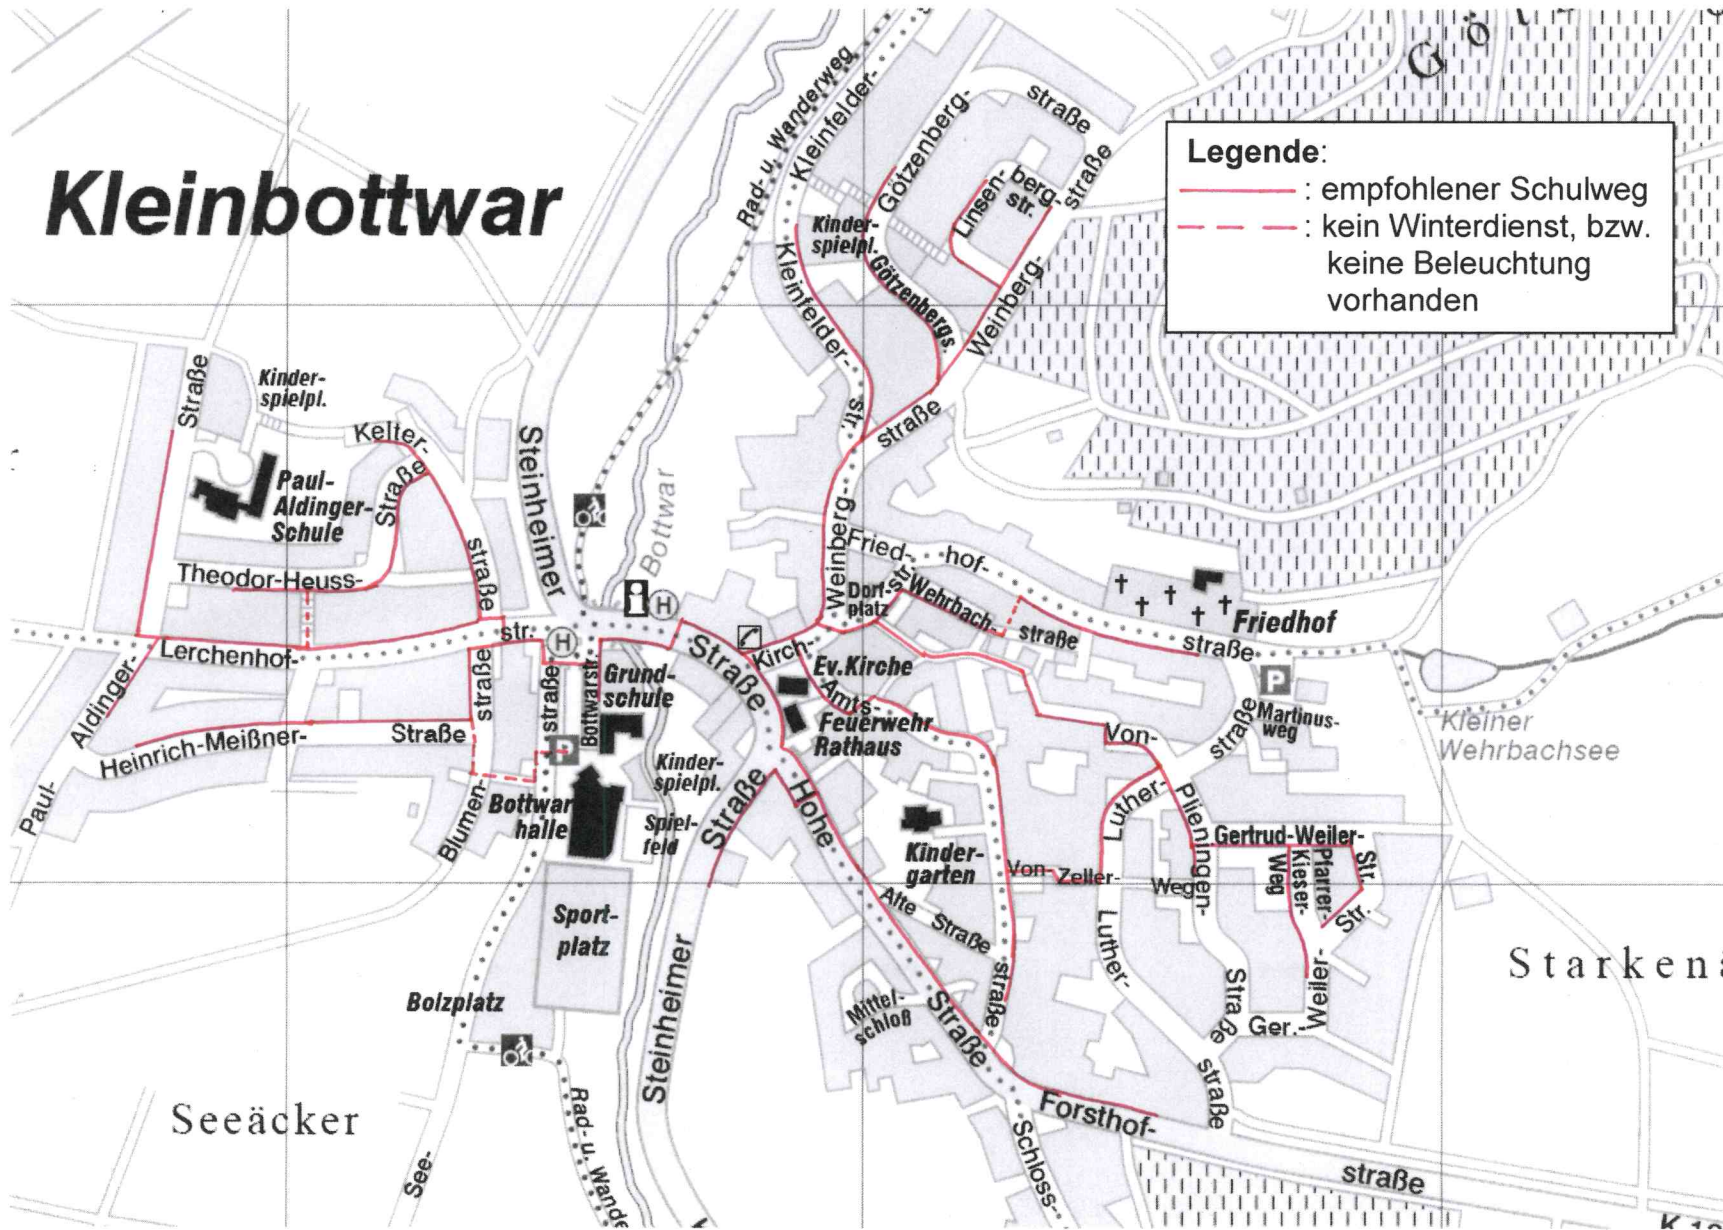 Kleinbottwar
Legende:
: empfohlener Schulweg
: kein Winterdienst, bzw.
keine Beleuchtung
vorhanden
Rad- u. Wanderweg
Kleinfelder-
Götzenberg-
straße
Linsen-
berg-
str.
straße
Weinberg-
Kinder-
spielpl.
Götzenbergs.
Kleinfelder-
str.
straße
Weinberg-
Straße
Kinder-
spielpl.
Kelter-
Straße
straße
Paul-
Aldinger-
Schule
Theodor-Heuss-
Steinheimer
Bottwar
H
H
str.
Lerchenhof-
Aldinger-
Paul-
Heinrich-Meißner-
Straße
straße
Blumen-
straße
Bottwarstr.
Grund-
schule
P
Bottwar
halle
Kinder-
spielpl.
Spiel-
feld
Sport-
platz
Bolzplatz
Seeäcker
See-
Rad- u. Wande
Steinheimer
Straße
Straße
Kirch-
Ev.Kirche
Amts-
Feuerwehr
Rathaus
Hohe
Straße
Kinder-
garten
Alte Straße
straße
Mittel-
schloß
Schloss-
Forsthof-
straße
Dorf-
platz
str.
Wehrbach-
straße
Fried-
hof-
straße
Friedhof
P
Martinus-
weg
straße
Kleiner
Wehrbachsee
Von-
Plieningen-
Straße
Luther-
Von-Zeller-
Weg
Luther-
straße
Gertrud-Weiler-
Str.
Kieser-
Weg
Pfarrer-
Str.
Weiler-
Ger.-
Starken